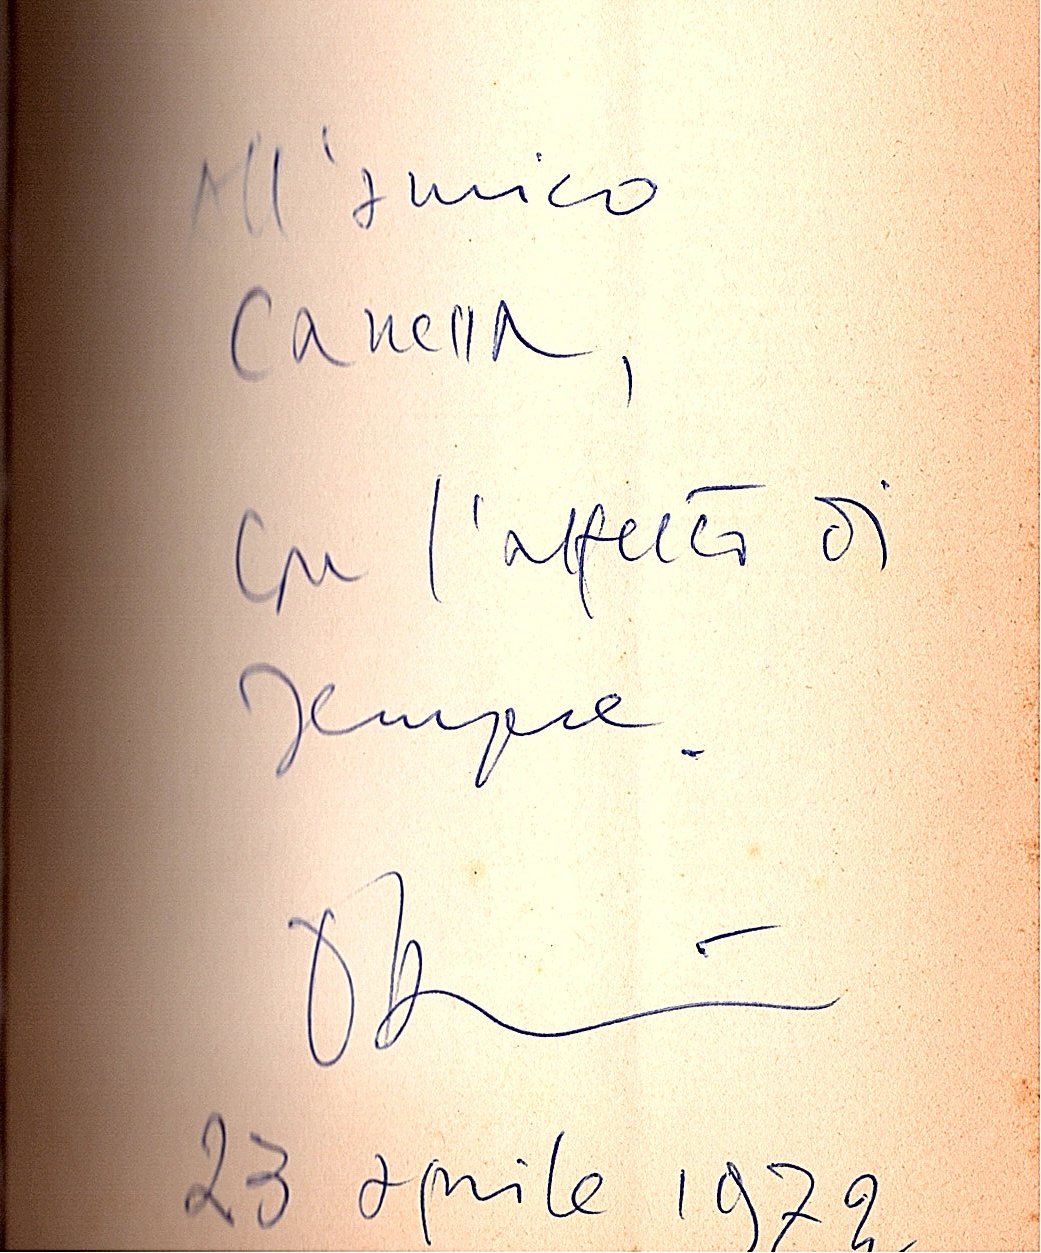 All'amico
Canella,
con l'affetto di
sempre.
23 aprile 1972